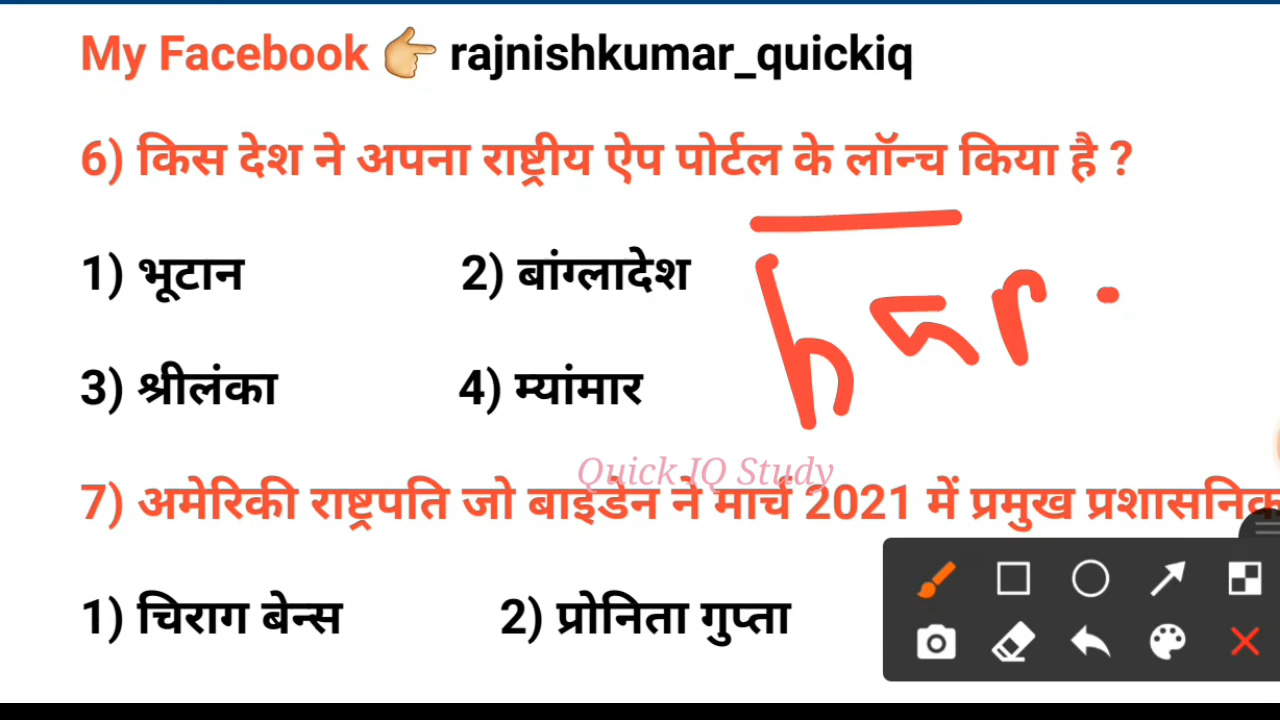 My Facebook 👉 rajnishkumar_quickiq
6) किस देश ने अपना राष्ट्रीय ऐप पोर्टल के लॉन्च किया है ?
1) भूटान 2) बांग्लादेश
3) श्रीलंका 4) म्यांमार
Quick IQ Study
7) अमेरिकी राष्ट्रपति जो बाइडेन ने मार्च 2021 में प्रमुख प्रशासनिक
1) चिराग बेन्स 2) प्रोनिता गुप्ता